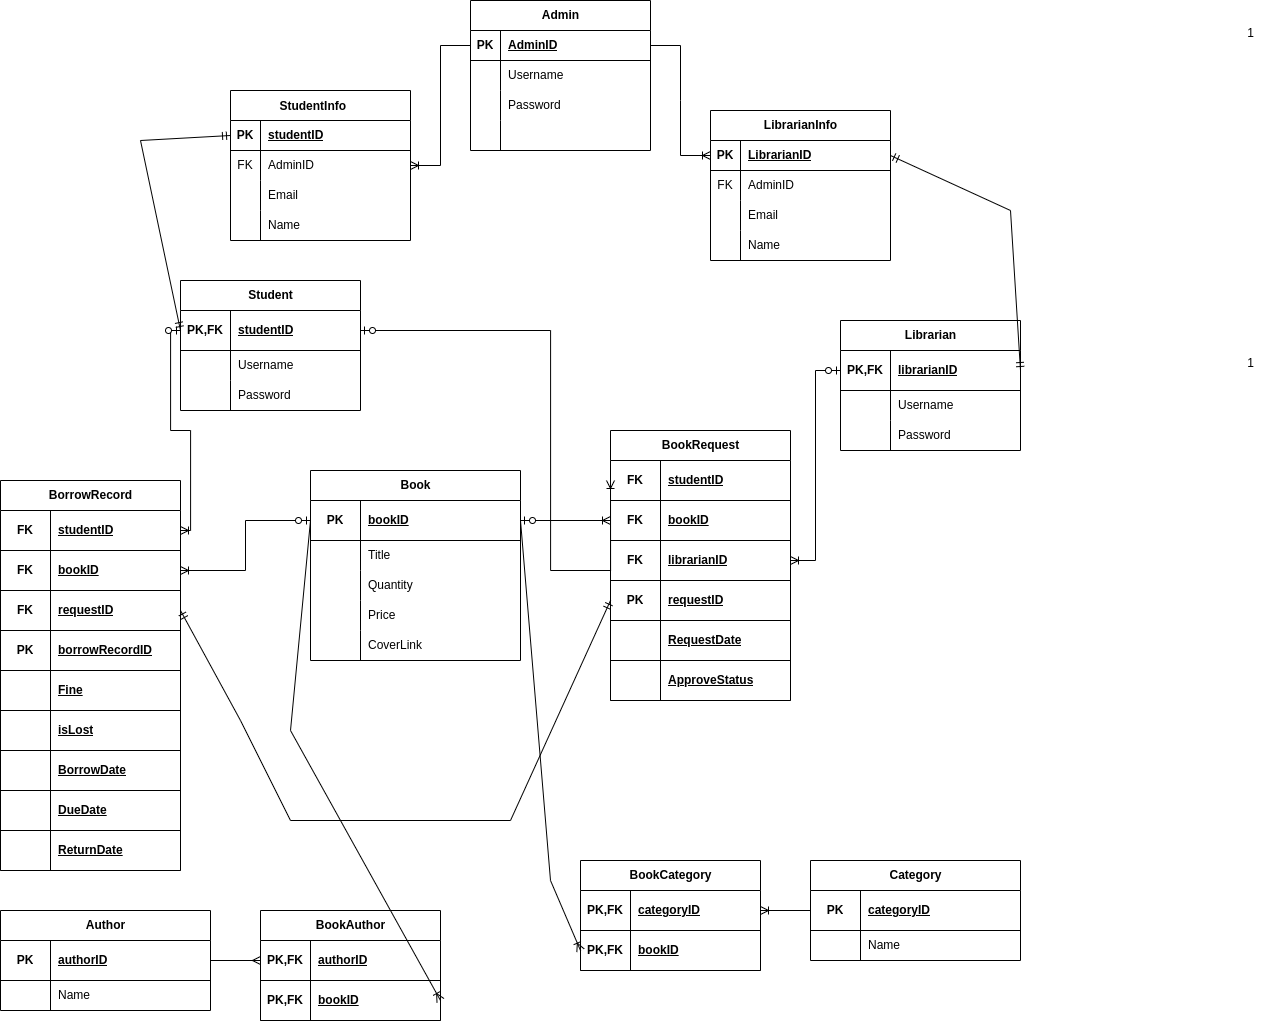 Admin
PK AdminID
Username
Password
1
StudentInfo
PK studentID
FK AdminID
Email
Name
LibrarianInfo
PK LibrarianID
FK AdminID
Email
Name
Student
PK,FK studentID
Username
Password
Librarian
PK,FK librarianID
Username
Password
1
BookRequest
FK studentID
FK bookID
FK librarianID
PK requestID
RequestDate
ApproveStatus
Book
PK bookID
Title
Quantity
Price
CoverLink
BorrowRecord
FK studentID
FK bookID
FK requestID
PK borrowRecordID
Fine
isLost
BorrowDate
DueDate
ReturnDate
BookCategory
PK,FK categoryID
PK,FK bookID
Category
PK categoryID
Name
Author
PK authorID
Name
BookAuthor
PK,FK authorID
PK,FK bookID